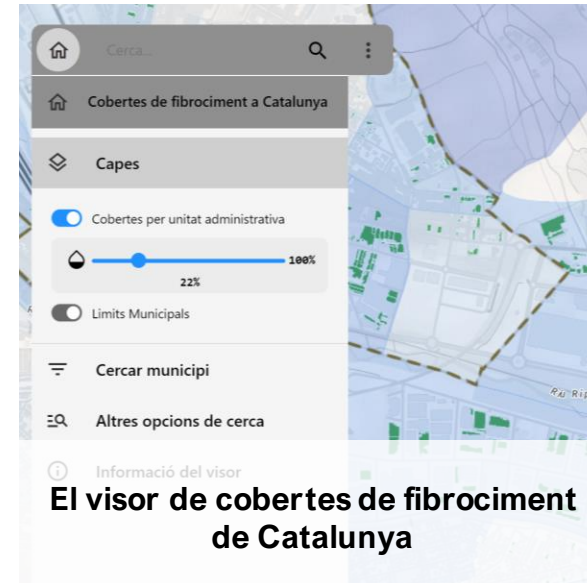 Cerca...
Cobertes de fibrociment a Catalunya
Capes
Cobertes per unitat administrativa
100%
22%
Limits Municipals
Cercar municipi
Altres opcions de cerca
Informació del visor
El visor de cobertes de fibrociment
de Catalunya